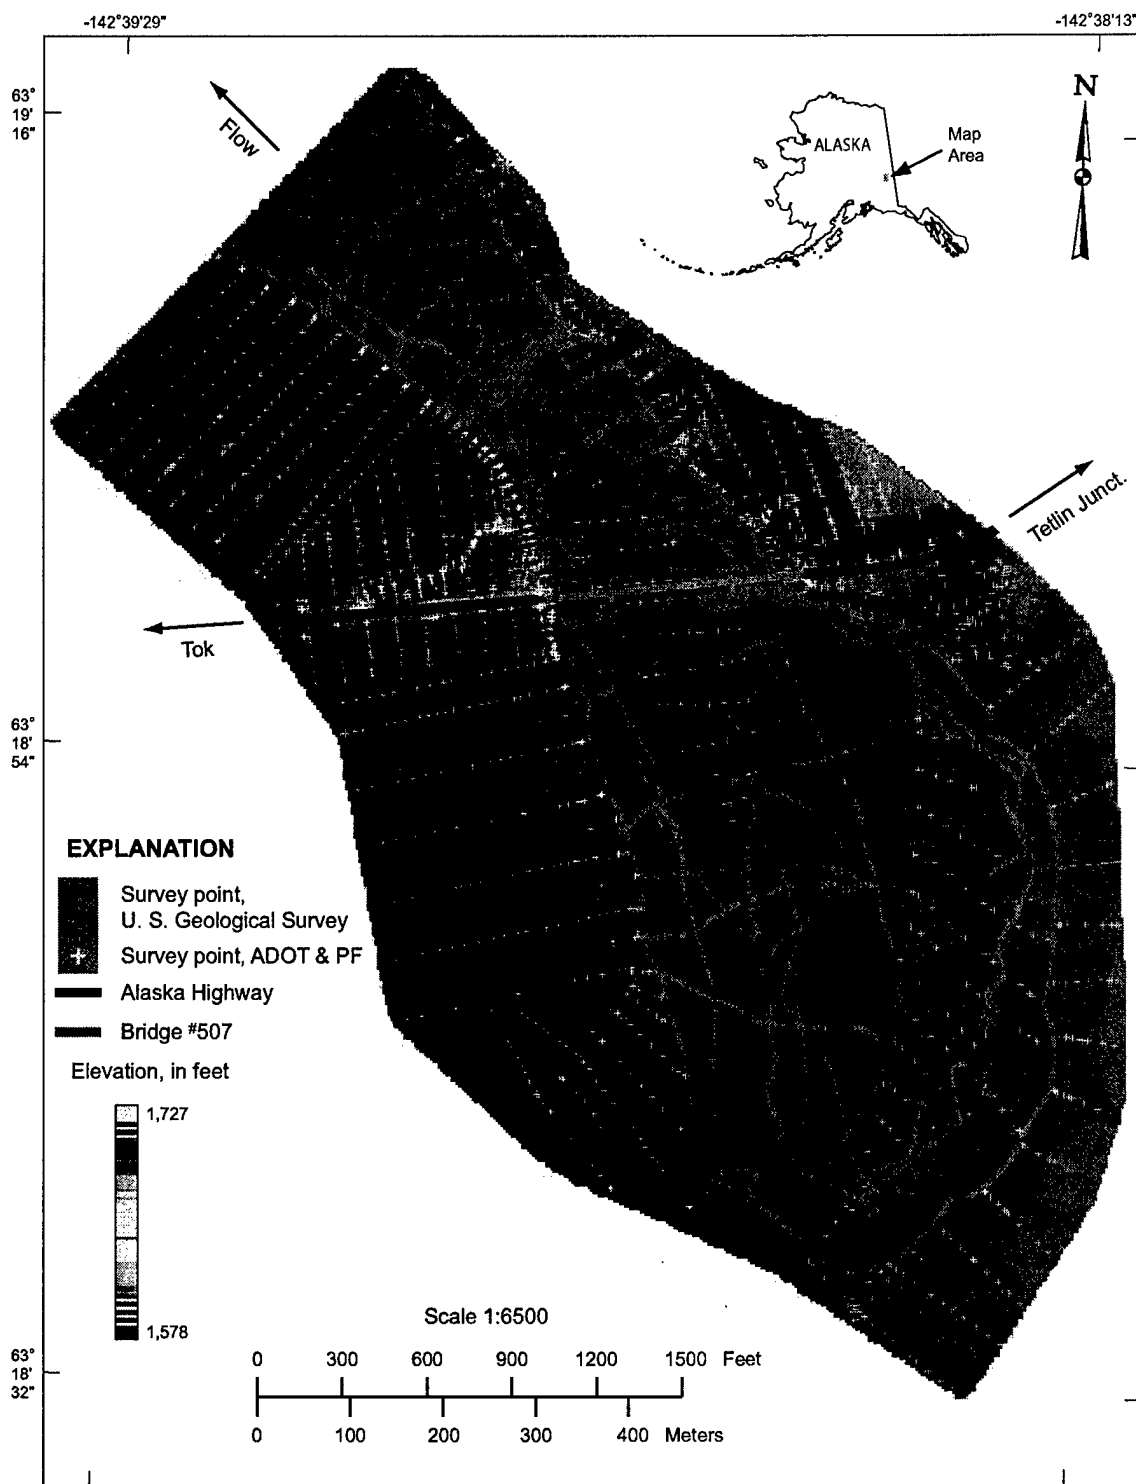 -142°39'29"
-142°38'13"
63°
19'
16"
Flow
N
ALASKA
Map
Area
Tetlin Junct.
Tok
63°
18'
54"
EXPLANATION
Survey point,
U. S. Geological Survey
Survey point, ADOT & PF
Alaska Highway
Bridge #507
Elevation, in feet
1,727
1,578
Scale 1:6500
63°
18'
32"
0 300 600 900 1200 1500 Feet
0 100 200 300 400 Meters